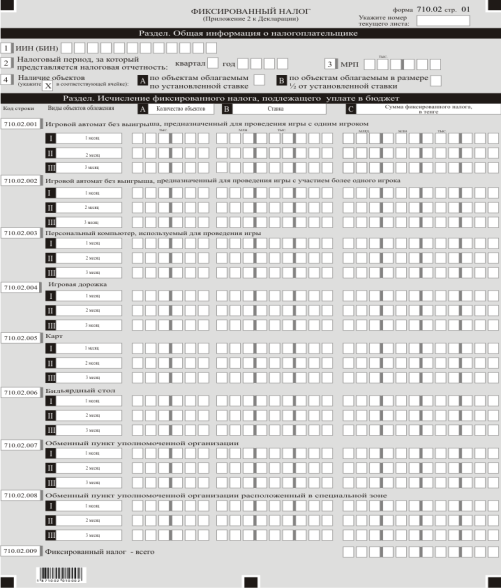 ФИКСИРОВАННЫЙ НАЛОГ
(Приложение 2 к Декларации)
форма 710.02 стр. 01
Укажите номер
текущего листа:
Раздел. Общая информация о налогоплательщике
1 ИИН (БИН)
2 Налоговый период, за который
представляется налоговая отчетность:
квартал год
3 МРП
тыс
4 Наличие объектов
(укажите X в соответствующей ячейке)
A по объектам облагаемым
по установленной ставке
B по объектам облагаемым в размере
½ от установленной ставки
Раздел. Исчисление фиксированного налога, подлежащего уплате в бюджет
Код строки Виды объектов обложения A Количество объектов B Ставка C Сумма фиксированного налога,
в тенге
710.02.001 Игровой автомат без выигрыша, предназначенный для проведения игры с одним игроком
I 1 месяц
II 2 месяц
III 3 месяц
710.02.002 Игровой автомат без выигрыша, предназначенный для проведения игры с участием более одного игрока
I 1 месяц
II 2 месяц
III 3 месяц
710.02.003 Персональный компьютер, используемый для проведения игры
I 1 месяц
II 2 месяц
III 3 месяц
710.02.004 Игровая дорожка
I 1 месяц
II 2 месяц
III 3 месяц
710.02.005 Карт
I 1 месяц
II 2 месяц
III 3 месяц
710.02.006 Бильярдный стол
I 1 месяц
II 2 месяц
III 3 месяц
710.02.007 Обменный пункт уполномоченной организации
I 1 месяц
II 2 месяц
III 3 месяц
710.02.008 Обменный пункт уполномоченной организации расположенный в специальной зоне
I 1 месяц
II 2 месяц
III 3 месяц
710.02.009 Фиксированный налог - всего